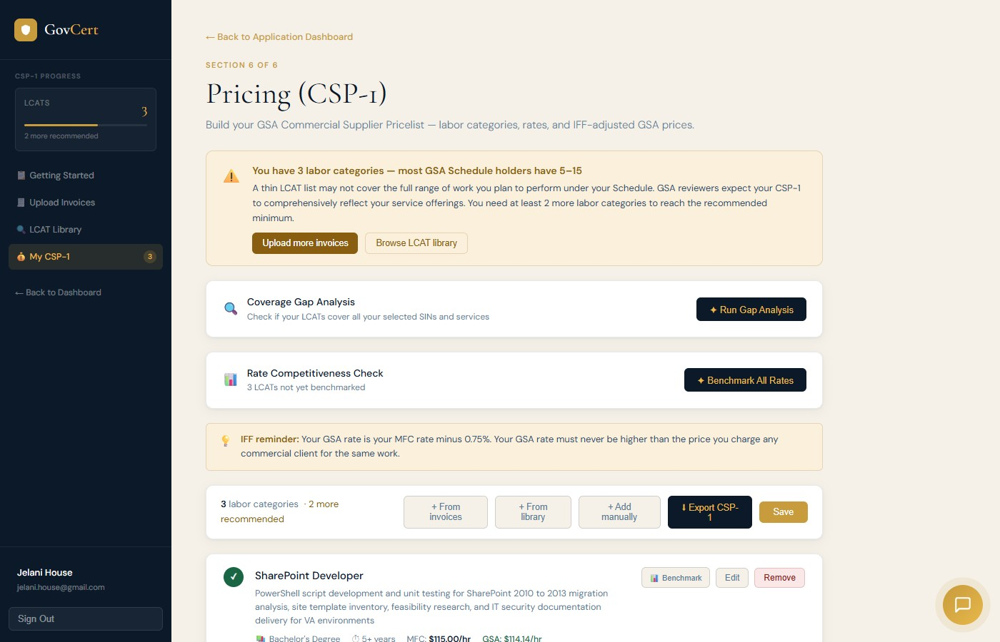 GovCert
CSP-1 PROGRESS
LCATS
3
2 more recommended
Getting Started
Upload Invoices
LCAT Library
My CSP-1
3
← Back to Dashboard
Jelani House
jelani.house@gmail.com
Sign Out
← Back to Application Dashboard
SECTION 6 OF 6
Pricing (CSP-1)
Build your GSA Commercial Supplier Pricelist — labor categories, rates, and IFF-adjusted GSA prices.
You have 3 labor categories — most GSA Schedule holders have 5–15
A thin LCAT list may not cover the full range of work you plan to perform under your Schedule. GSA reviewers expect your CSP-1
to comprehensively reflect your service offerings. You need at least 2 more labor categories to reach the recommended
minimum.
Upload more invoices
Browse LCAT library
Coverage Gap Analysis
Check if your LCATs cover all your selected SINs and services
✦ Run Gap Analysis
Rate Competitiveness Check
3 LCATs not yet benchmarked
✦ Benchmark All Rates
IFF reminder: Your GSA rate is your MFC rate minus 0.75%. Your GSA rate must never be higher than the price you charge any
commercial client for the same work.
3 labor categories · 2 more
recommended
+ From
invoices
+ From
library
+ Add
manually
⬇ Export CSP-
1
Save
SharePoint Developer
Benchmark
Edit
Remove
PowerShell script development and unit testing for SharePoint 2010 to 2013 migration
analysis, site template inventory, feasibility research, and IT security documentation
delivery for VA environments
Bachelor's Degree
5+ years
MFC: $115.00/hr
GSA: $114.14/hr